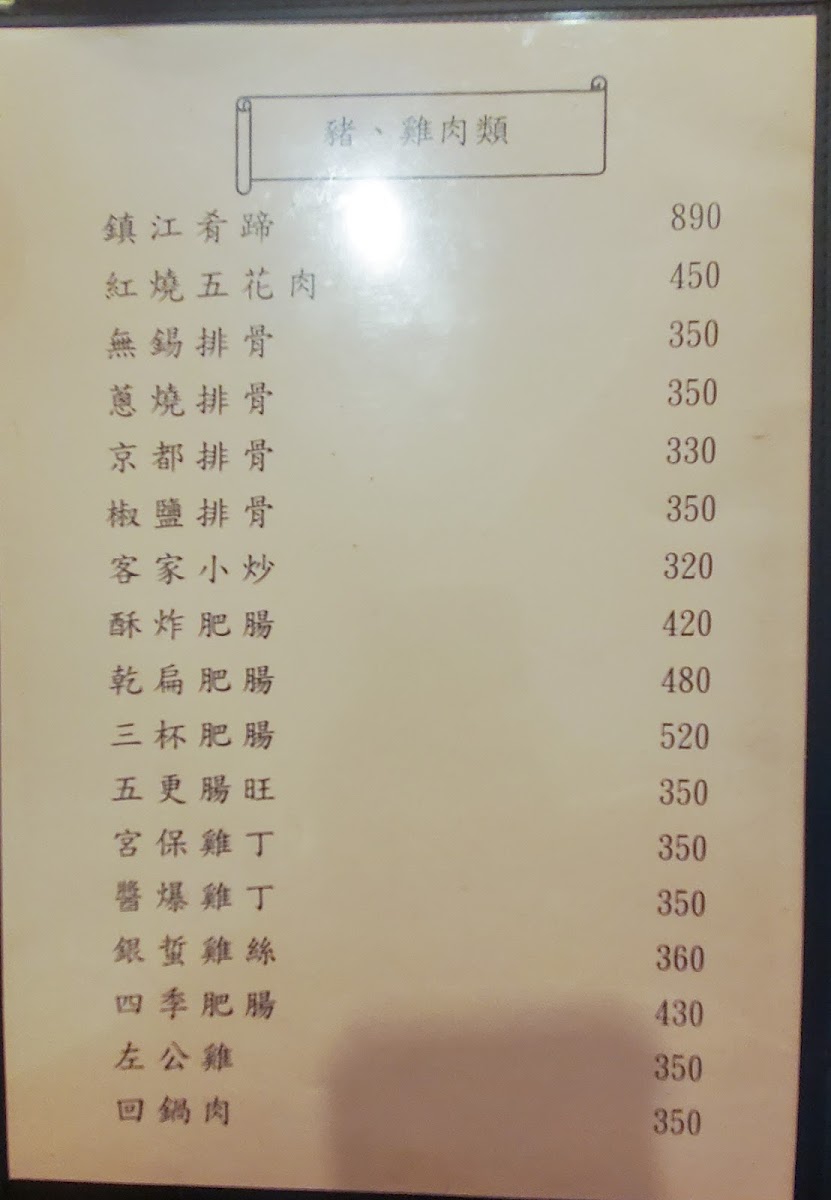 豬、雞肉類
鎮江肴蹄 890
紅燒五花肉 450
無錫排骨 350
蔥燒排骨 350
京都排骨 330
椒鹽排骨 350
客家小炒 320
酥炸肥腸 420
乾扁肥腸 480
三杯肥腸 520
五更腸旺 350
宮保雞丁 350
醬爆雞丁 350
銀蜇雞絲 360
四季肥腸 430
左公雞 350
回鍋肉 350